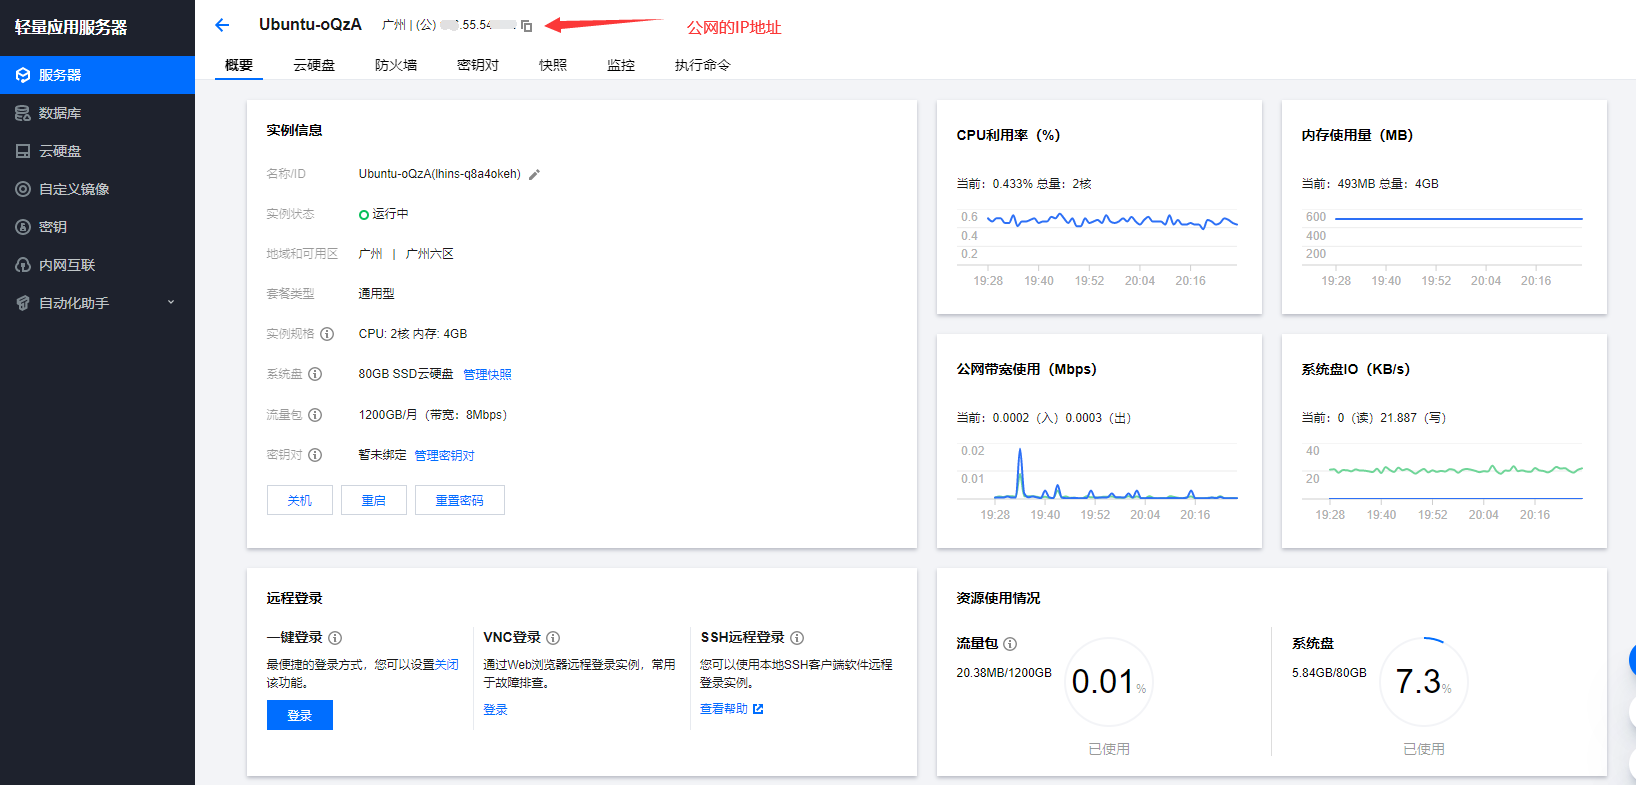 轻量应用服务器
服务器
数据库
云硬盘
自定义镜像
密钥
内网互联
自动化助手
Ubuntu-oQzA 广州 | (公) .55.54
公网的IP地址
概要 云硬盘 防火墙 密钥对 快照 监控 执行命令
实例信息
名称/ID Ubuntu-oQzA(lhins-q8a4okeh)
实例状态 运行中
地域和可用区 广州 | 广州六区
套餐类型 通用型
实例规格 CPU: 2核 内存: 4GB
系统盘 80GB SSD云硬盘 管理快照
流量包 1200GB/月（带宽：8Mbps）
密钥对 暂未绑定 管理密钥对
关机 重启 重置密码
CPU利用率（%）
当前：0.433% 总量：2核
0.6
0.4
0.2
19:28 19:40 19:52 20:04 20:16
内存使用量（MB）
当前：493MB 总量：4GB
600
400
200
19:28 19:40 19:52 20:04 20:16
公网带宽使用（Mbps）
当前：0.0002（入）0.0003（出）
0.02
0.01
19:28 19:40 19:52 20:04 20:16
系统盘IO（KB/s）
当前：0（读）21.887（写）
40
20
19:28 19:40 19:52 20:04 20:16
远程登录
一键登录
最便捷的登录方式，您可以设置关闭
该功能。
登录
VNC登录
通过Web浏览器远程登录实例，常用
于故障排查。
登录
SSH远程登录
您可以使用本地SSH客户端软件远程
登录实例。
查看帮助
资源使用情况
流量包
20.38MB/1200GB
0.01%
已使用
系统盘
5.84GB/80GB
7.3%
已使用